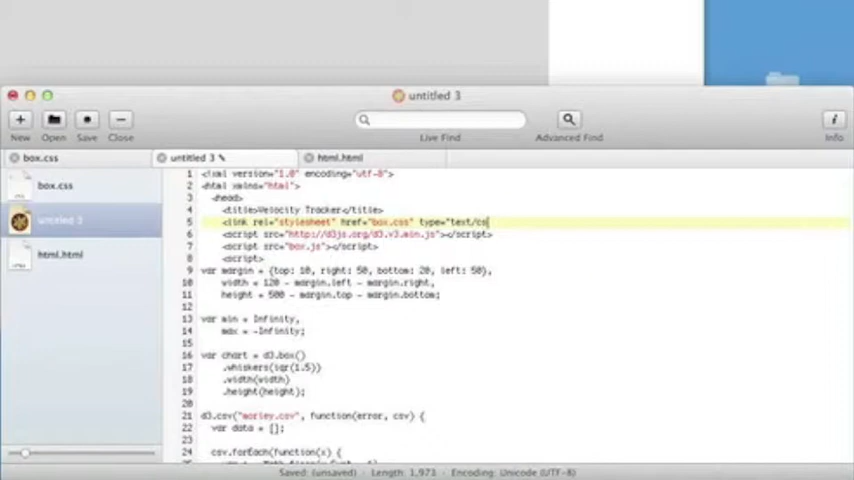 untitled 3
New Open Save Close Live Find Advanced Find Info
box.css untitled 3 html.html
box.css
untitled 3
html.html
1 <?xml version="1.0" encoding="utf-8">
2 <html xmlns="html">
3 <head>
4 <title>Velocity Tracker</title>
5 <link rel="stylesheet" href="box.css" type="text/cs
6 <script src="http://d3js.org/d3.v3.min.js"></script>
7 <script src="box.js"></script>
8 <script>
9 var margin = {top: 10, right: 50, bottom: 20, left: 50},
10 width = 120 - margin.left - margin.right,
11 height = 500 - margin.top - margin.bottom;
12
13 var min = Infinity,
14 max = -Infinity;
15
16 var chart = d3.box()
17 .whiskers(iqr(1.5))
18 .width(width)
19 .height(height);
20
21 d3.csv("morley.csv", function(error, csv) {
22 var data = [];
23
24 csv.forEach(function(x) {
Saved: (unsaved) Length: 1,973 Encoding: Unicode (UTF-8)